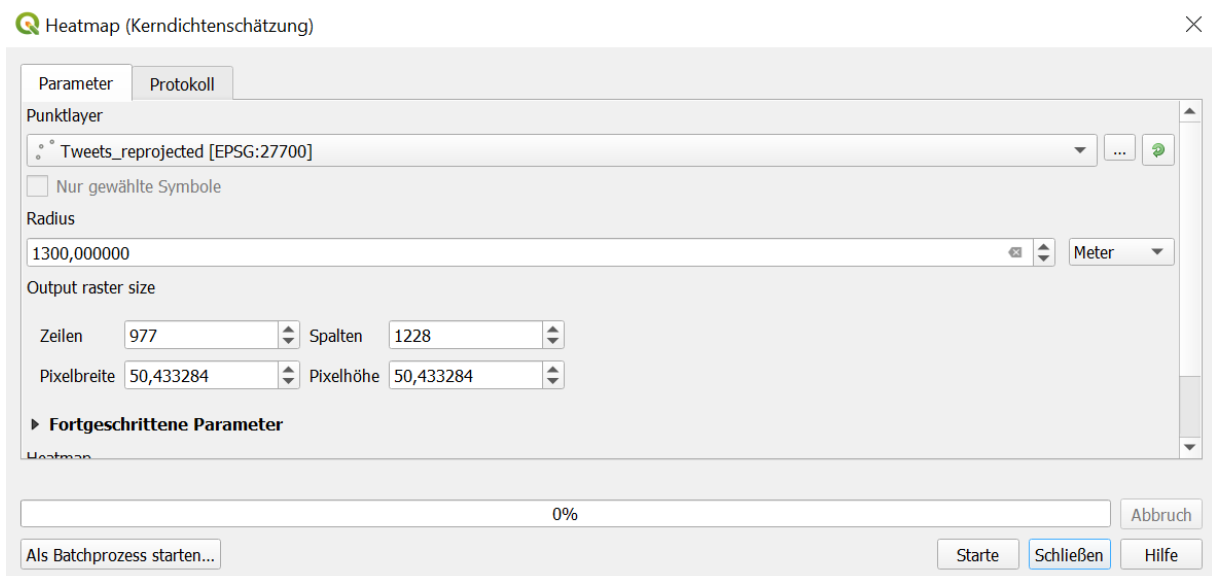 Heatmap (Kerndichtenschätzung)
Parameter
Protokoll
Punktlayer
Tweets_reprojected [EPSG:27700]
...
Nur gewählte Symbole
Radius
1300,000000
Meter
Output raster size
Zeilen 977 Spalten 1228
Pixelbreite 50,433284 Pixelhöhe 50,433284
Fortgeschrittene Parameter
Heatmap
0%
Abbruch
Als Batchprozess starten...
Starte
Schließen
Hilfe